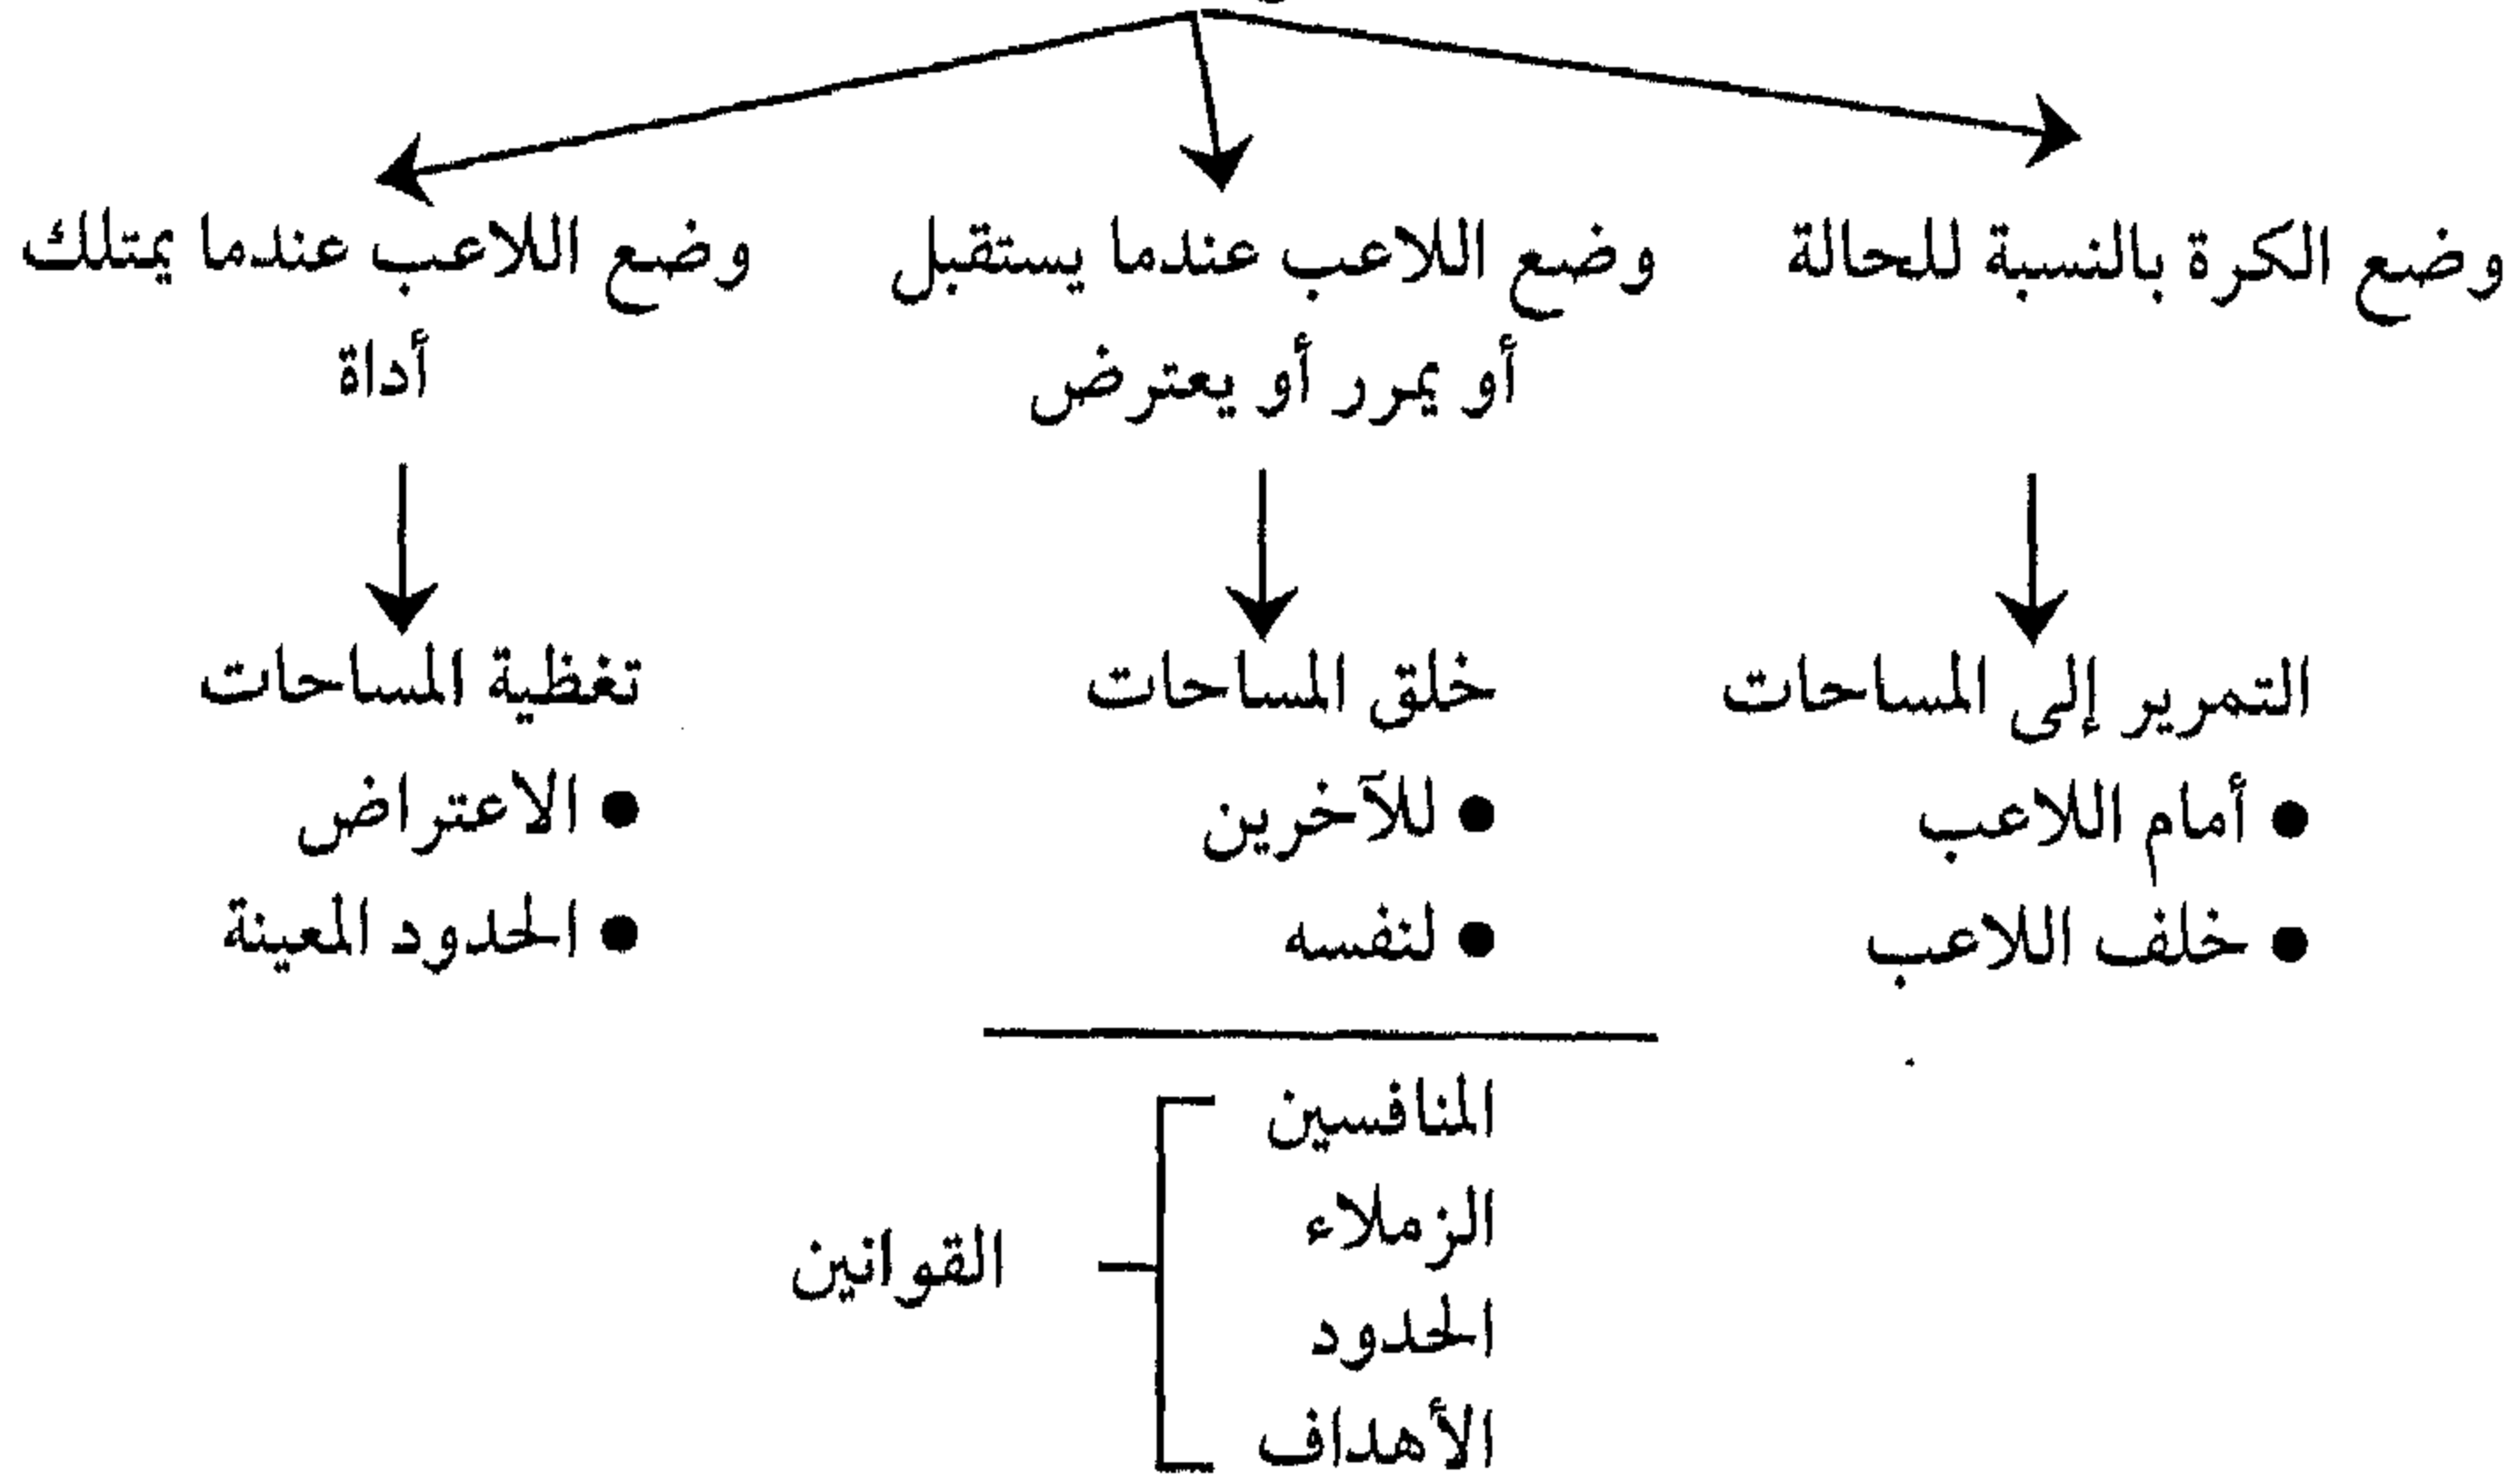 وضع الكرة بالنسبة للحالة
وضع اللاعب عندما يستقبل
أو يمرر أو يعترض
وضع اللاعب عندما يمتلك
أداة
التمرير إلى المساحات
• أمام اللاعب
• خلف اللاعب
خلق المساحات
• للآخرين
• لنفسه
تغظية المساحات
• الاعتراض
• الحدود المعينة
المنافسين
الزملاء
الحدود
الأهداف
القوانين